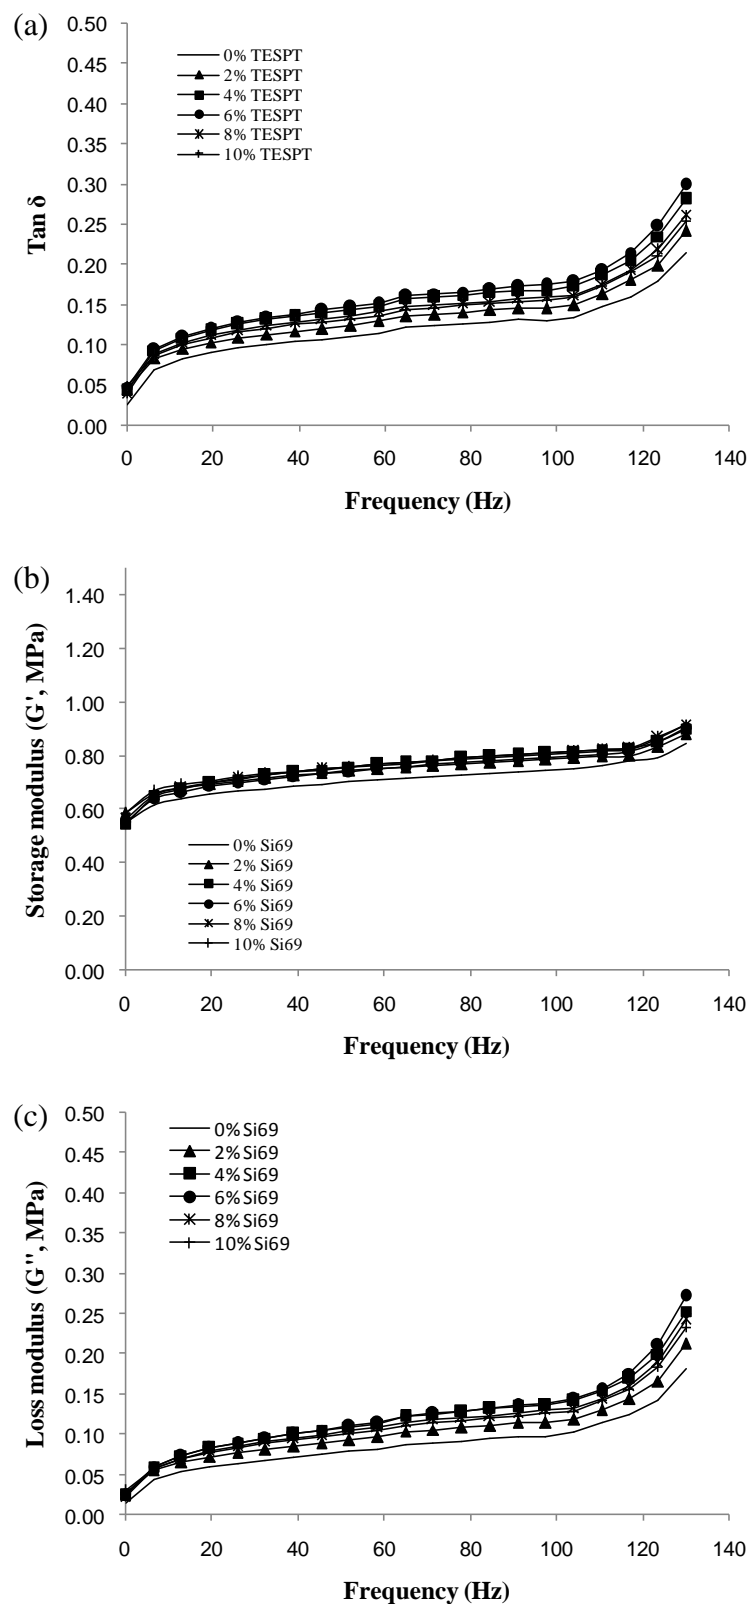 (a)
0.50
0.45
0.40
0.35
0.30
0.25
0.20
0.15
0.10
0.05
0.00
Tan δ
0% TESPT
2% TESPT
4% TESPT
6% TESPT
8% TESPT
10% TESPT
0 20 40 60 80 100 120 140
Frequency (Hz)
(b)
1.40
1.20
1.00
0.80
0.60
0.40
0.20
0.00
Storage modulus (G', MPa)
0% Si69
2% Si69
4% Si69
6% Si69
8% Si69
10% Si69
0 20 40 60 80 100 120 140
Frequency (Hz)
(c)
0.50
0.45
0.40
0.35
0.30
0.25
0.20
0.15
0.10
0.05
0.00
Loss modulus (G'', MPa)
0% Si69
2% Si69
4% Si69
6% Si69
8% Si69
10% Si69
0 20 40 60 80 100 120 140
Frequency (Hz)